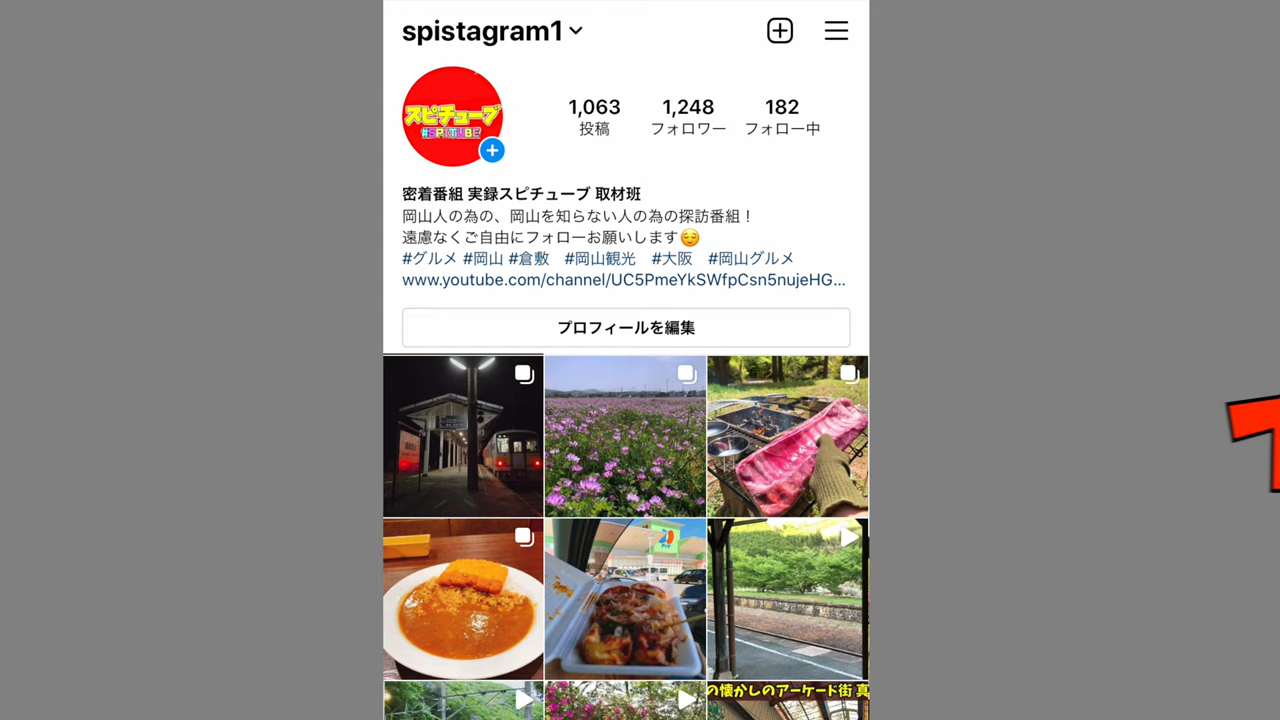 spistagram1
スピチューブ
#SPITUBE
1,063
投稿
1,248
フォロワー
182
フォロー中
密着番組 実録スピチューブ 取材班
岡山人の為の、岡山を知らない人の為の探訪番組！
遠慮なくご自由にフォローお願いします😌
#グルメ #岡山 #倉敷 #岡山観光 #大阪 #岡山グルメ
www.youtube.com/channel/UC5PmeYkSWfpCsn5nujeHG...
プロフィールを編集
の懐かしのアーケード街 真